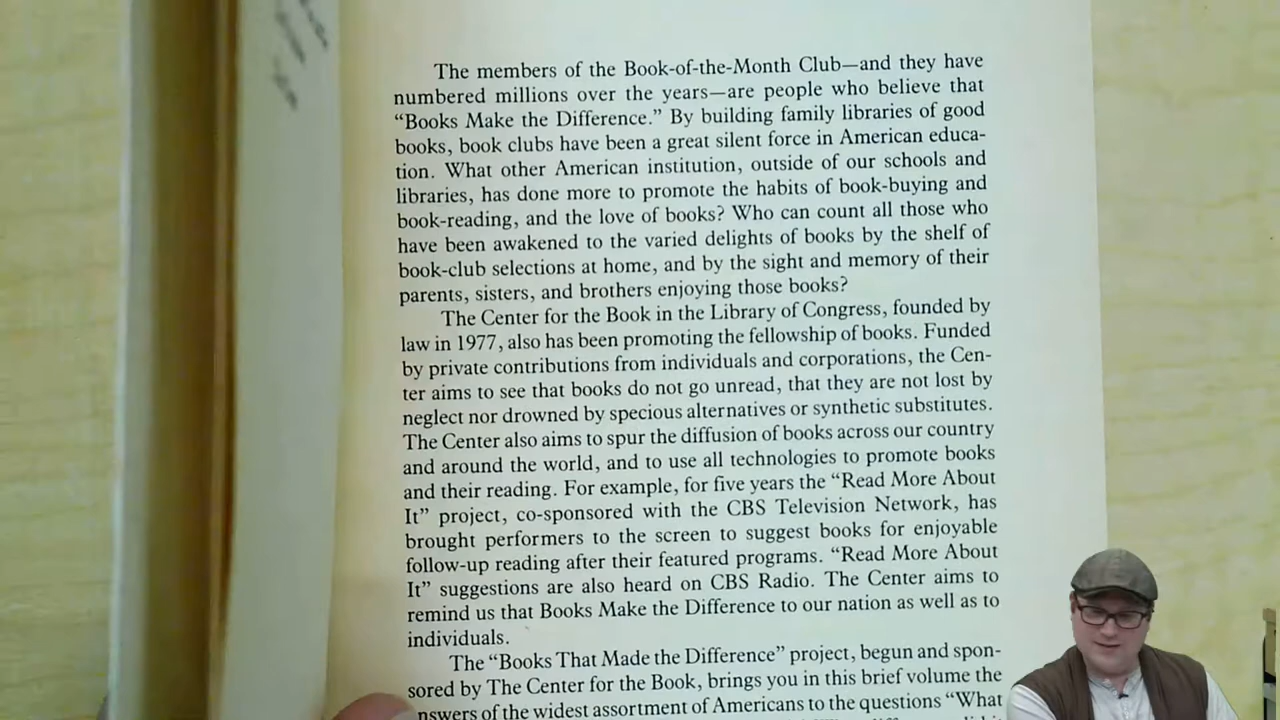 The members of the Book-of-the-Month Club—and they have
numbered millions over the years—are people who believe that
“Books Make the Difference.” By building family libraries of good
books, book clubs have been a great silent force in American educa-
tion. What other American institution, outside of our schools and
libraries, has done more to promote the habits of book-buying and
book-reading, and the love of books? Who can count all those who
have been awakened to the varied delights of books by the shelf of
book-club selections at home, and by the sight and memory of their
parents, sisters, and brothers enjoying those books?
The Center for the Book in the Library of Congress, founded by
law in 1977, also has been promoting the fellowship of books. Funded
by private contributions from individuals and corporations, the Cen-
ter aims to see that books do not go unread, that they are not lost by
neglect nor drowned by specious alternatives or synthetic substitutes.
The Center also aims to spur the diffusion of books across our country
and around the world, and to use all technologies to promote books
and their reading. For example, for five years the “Read More About
It” project, co-sponsored with the CBS Television Network, has
brought performers to the screen to suggest books for enjoyable
follow-up reading after their featured programs. “Read More About
It” suggestions are also heard on CBS Radio. The Center aims to
remind us that Books Make the Difference to our nation as well as to
individuals.
The “Books That Made the Difference” project, begun and spon-
sored by The Center for the Book, brings you in this brief volume the
of the widest assortment of Americans to the questions “What